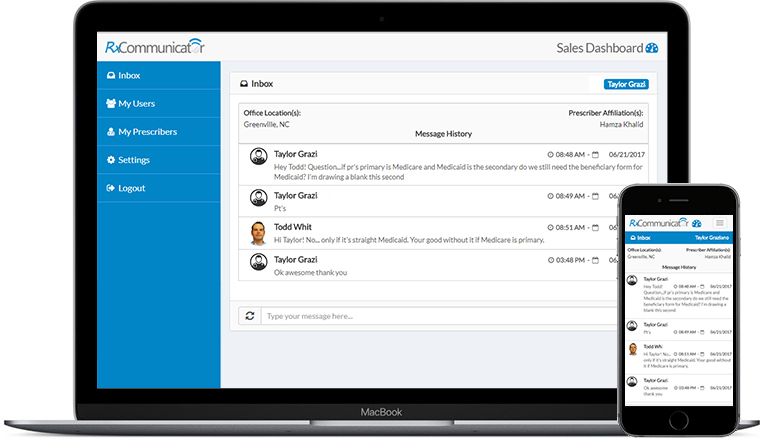 RxCommunicator
Sales Dashboard
Inbox
My Users
My Prescribers
Settings
Logout
Inbox
Taylor Grazi
Office Location(s):
Prescriber Affiliation(s):
Greenville, NC
Hamza Khalid
Message History
Taylor Grazi
08:48 AM - 06/21/2017
Hey Todd! Question...if pr's primary is Medicare and Medicaid is the secondary do we still need the beneficiary form for
Medicaid? I'm drawing a blank this second
Taylor Grazi
08:49 AM - 06/
Pt's
Todd Whit
08:51 AM - 06/
Hi Taylor! No... only if it's straight Medicaid. Your good without it if Medicare is primary.
Taylor Grazi
03:48 PM - 06/
Ok awesome thank you
Type your message here...
MacBook
RxCommunicator
Inbox
Taylor Graziano
Office Location(s):
Prescriber Affiliation(s):
Greenville, NC
Hamza Khalid
Message History
Taylor Grazi
Hey Todd! 08:48 AM - 06/21/2017
Question...if pr's primary is Medicare and
Medicaid is the secondary do we still need the
beneficiary form for Medicaid? I'm drawing a
blank this second
Taylor Grazi
Pt's 08:49 AM - 06/21/2017
Todd Whi
Hi Taylor! No... 08:51 AM - 06/21/2017
only if it's straight Medicaid. Your good without
it if Medicare is primary.
Taylor Grazi
Ok awesome 03:48 PM - 06/21/2017
thank you